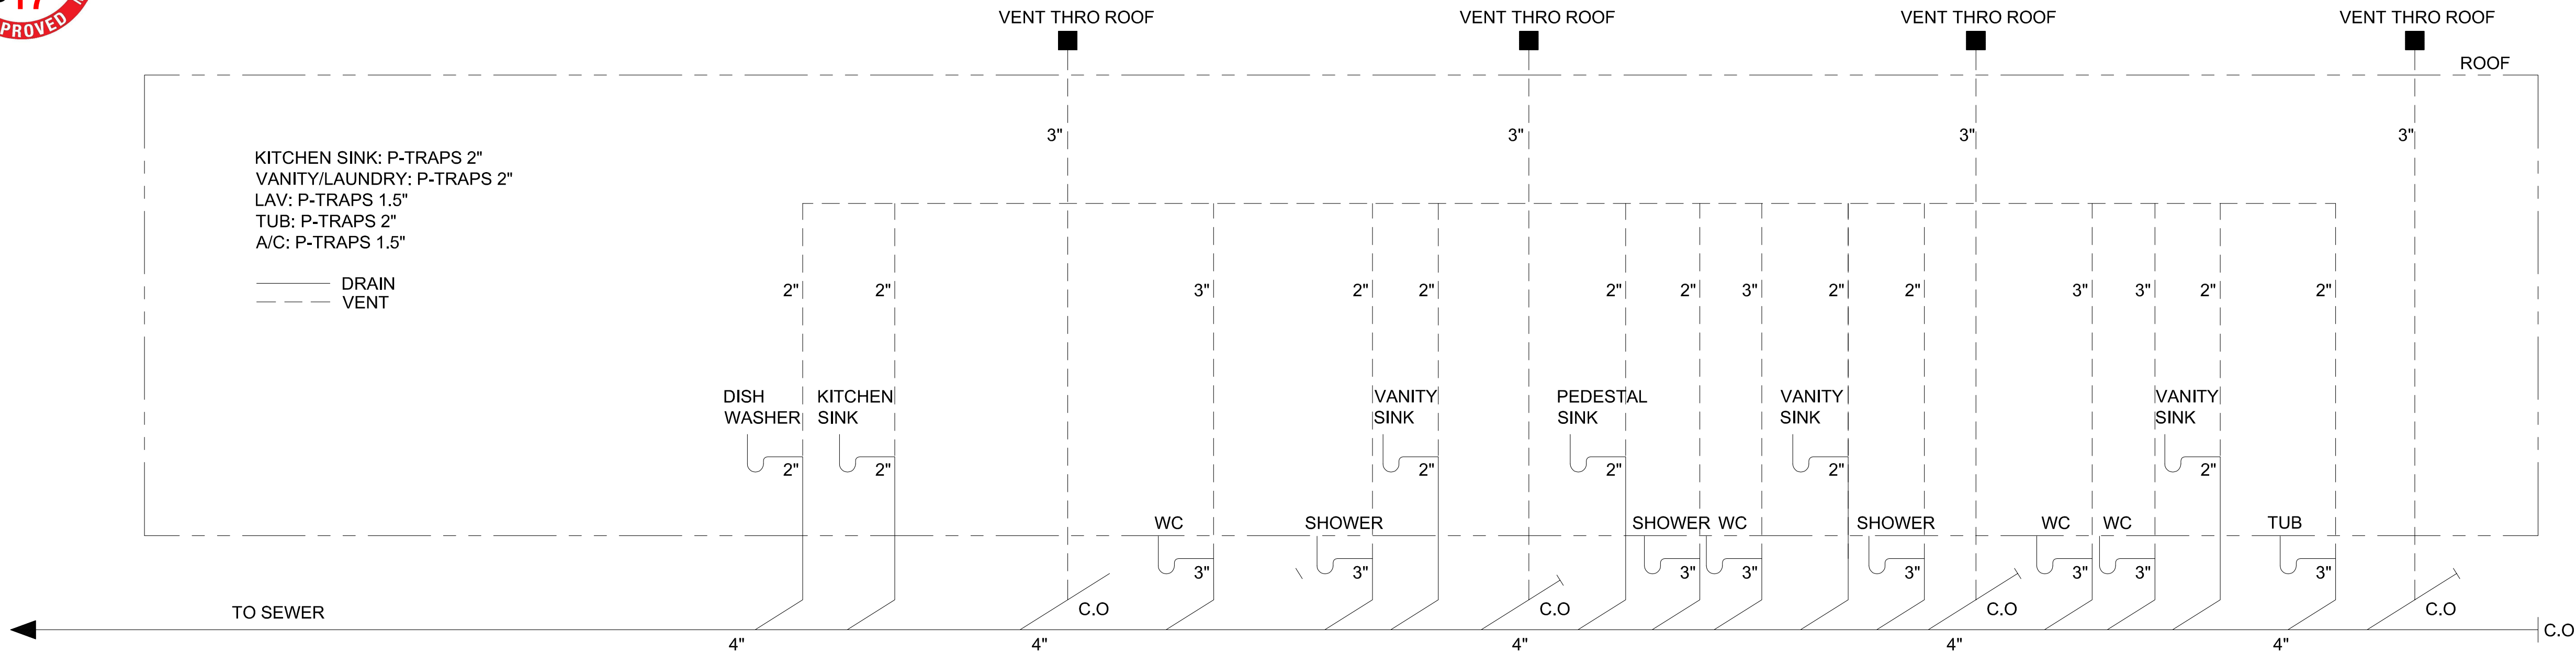 17
PPROVED
VENT THRO ROOF
VENT THRO ROOF
VENT THRO ROOF
VENT THRO ROOF
ROOF
3"
3"
3"
3"
KITCHEN SINK: P-TRAPS 2"
VANITY/LAUNDRY: P-TRAPS 2"
LAV: P-TRAPS 1.5"
TUB: P-TRAPS 2"
A/C: P-TRAPS 1.5"
DRAIN
VENT
2"
2"
3"
2"
2"
2"
2"
3"
2"
2"
3"
3"
2"
2"
DISH
WASHER
KITCHEN
SINK
VANITY
SINK
PEDESTAL
SINK
VANITY
SINK
VANITY
SINK
2"
2"
2"
2"
2"
2"
WC
SHOWER
SHOWER
WC
SHOWER
WC
WC
TUB
3"
3"
3"
3"
3"
3"
3"
3"
TO SEWER
C.O
C.O
C.O
C.O
C.O
4"
4"
4"
4"
4"